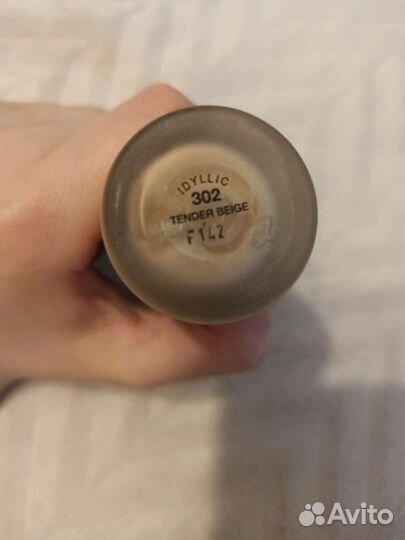 IDYLLIC
302
TENDER BEIGE
F142
Avito